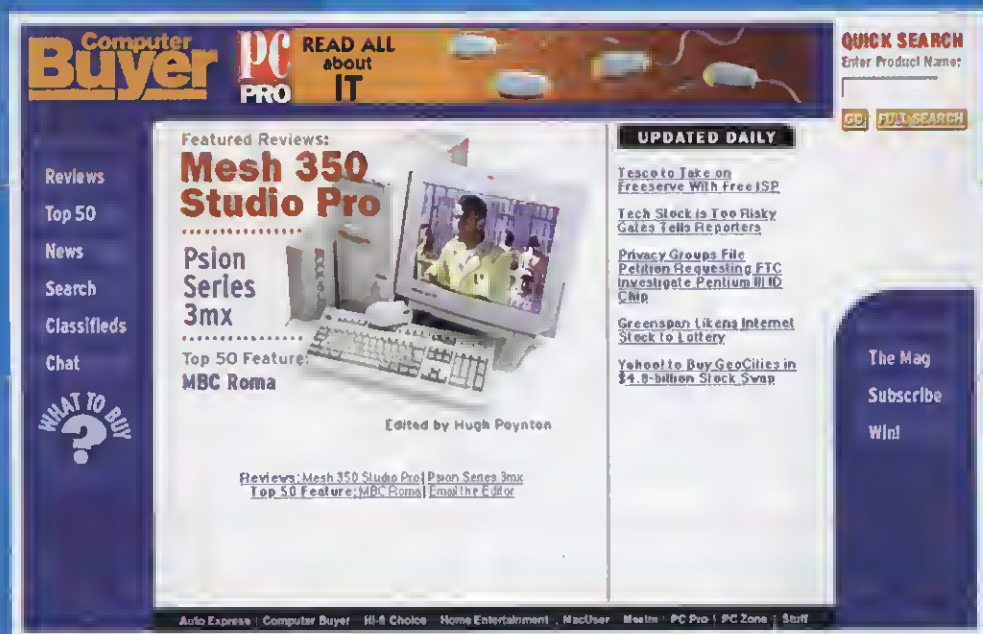 Computer
Buyer
PC
PRO
READ ALL
about
IT
QUICK SEARCH
Enter Product Name:
GO
FULL SEARCH
Reviews
Top 50
News
Search
Classifieds
Chat
WHAT TO BUY
?
Featured Reviews:
Mesh 350
Studio Pro
Psion
Series
3mx
Top 50 Feature:
MBC Roma
Edited by Hugh Poynton
Reviews: Mesh 350 Studio Pro | Psion Series 3mx
Top 50 Feature: MBC Roma | Email the Editor
UPDATED DAILY
Tesco to Take on
Freeserve With Free ISP
Tech Stock is Too Risky
Gates Tells Reporters
Privacy Groups File
Petition Requesting FTC
Investigate Pentium III ID
Chip
Greenspan Likens Internet
Stock to Lottery
Yahoo! to Buy GeoCities in
$4.8-billion Stock Swap
The Mag
Subscribe
Win!
Auto Express | Computer Buyer | Hi-fi Choice | Home Entertainment | MacUser | Maxim | PC Pro | PC Zone | Stuff